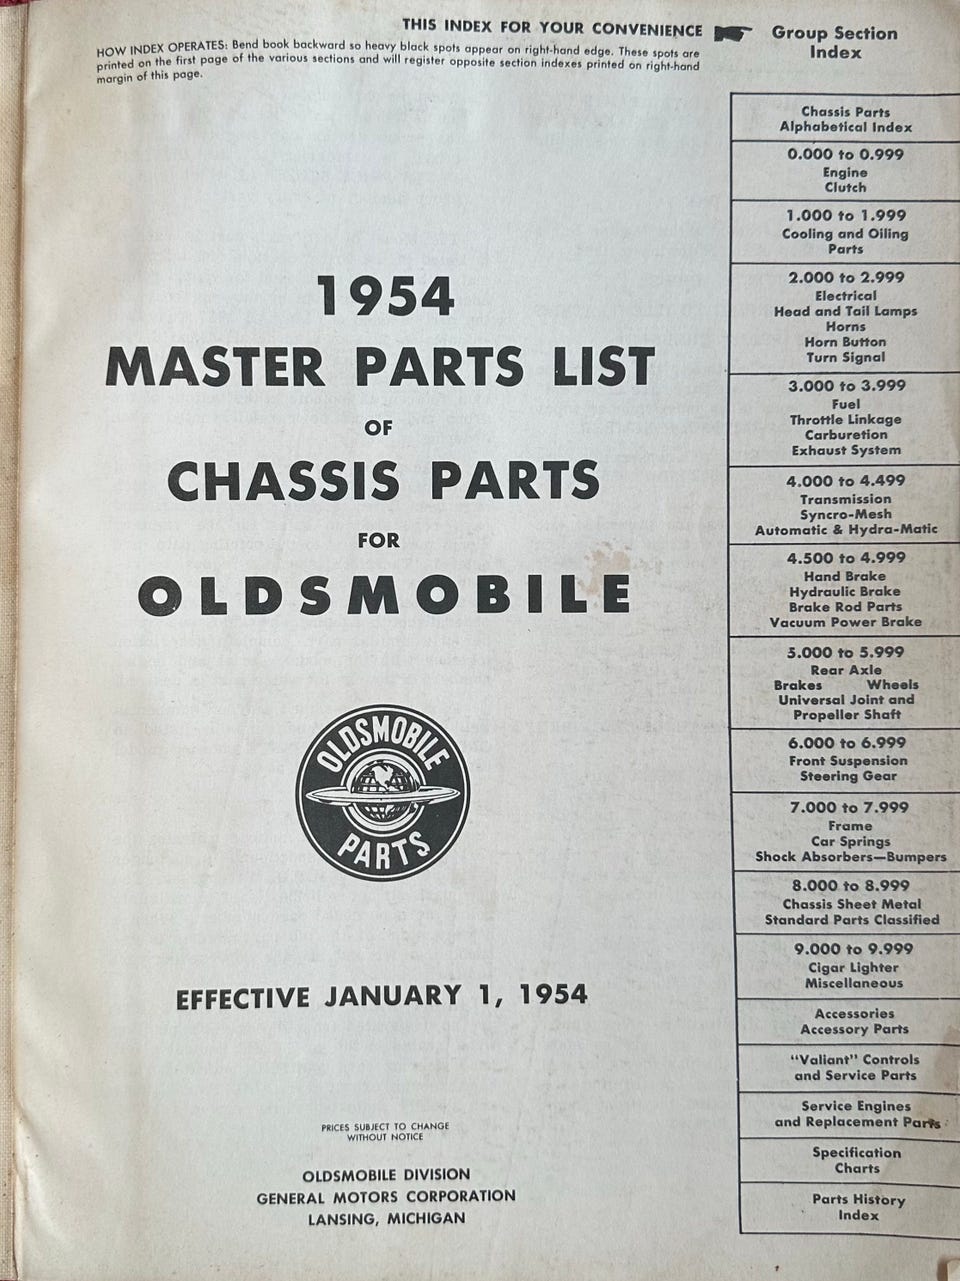 THIS INDEX FOR YOUR CONVENIENCE
HOW INDEX OPERATES: Bend book backward so heavy black spots appear on right-hand edge. These spots are
printed on the first page of the various sections and will register opposite section indexes printed on right-hand
margin of this page.
1954
MASTER PARTS LIST
OF
CHASSIS PARTS
FOR
OLDSMOBILE
OLDSMOBILE
PARTS
EFFECTIVE JANUARY 1, 1954
PRICES SUBJECT TO CHANGE
WITHOUT NOTICE
OLDSMOBILE DIVISION
GENERAL MOTORS CORPORATION
LANSING, MICHIGAN
Group Section
Index
Chassis Parts
Alphabetical Index
0.000 to 0.999
Engine
Clutch
1.000 to 1.999
Cooling and Oiling
Parts
2.000 to 2.999
Electrical
Head and Tail Lamps
Horns
Horn Button
Turn Signal
3.000 to 3.999
Fuel
Throttle Linkage
Carburetion
Exhaust System
4.000 to 4.499
Transmission
Syncro-Mesh
Automatic & Hydra-Matic
4.500 to 4.999
Hand Brake
Hydraulic Brake
Brake Rod Parts
Vacuum Power Brake
5.000 to 5.999
Rear Axle
Brakes Wheels
Universal Joint and
Propeller Shaft
6.000 to 6.999
Front Suspension
Steering Gear
7.000 to 7.999
Frame
Car Springs
Shock Absorbers—Bumpers
8.000 to 8.999
Chassis Sheet Metal
Standard Parts Classified
9.000 to 9.999
Cigar Lighter
Miscellaneous
Accessories
Accessory Parts
"Valiant" Controls
and Service Parts
Service Engines
and Replacement Parts
Specification
Charts
Parts History
Index